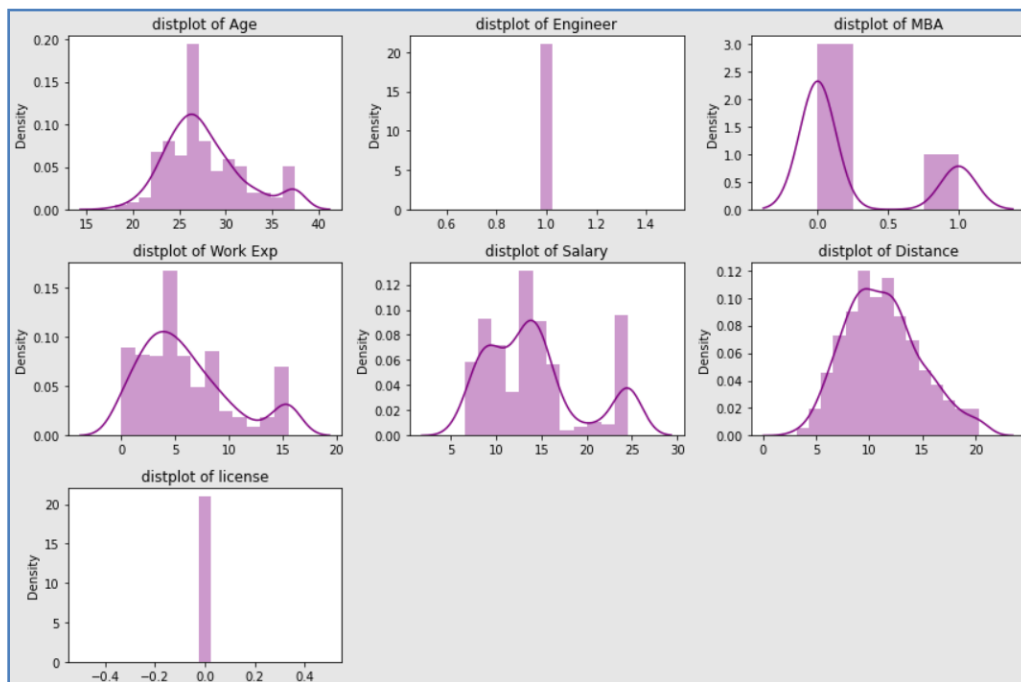 distplot of Age
distplot of Engineer
distplot of MBA
Density
0.20
0.15
0.10
0.05
0.00
15 20 25 30 35 40
Density
20
15
10
5
0
0.6 0.8 1.0 1.2 1.4
Density
3.0
2.5
2.0
1.5
1.0
0.5
0.0
0.0 0.5 1.0
distplot of Work Exp
distplot of Salary
distplot of Distance
Density
0.15
0.10
0.05
0.00
0 5 10 15 20
Density
0.12
0.10
0.08
0.06
0.04
0.02
0.00
5 10 15 20 25 30
Density
0.12
0.10
0.08
0.06
0.04
0.02
0.00
0 5 10 15 20
distplot of license
Density
20
15
10
5
0
−0.4 −0.2 0.0 0.2 0.4